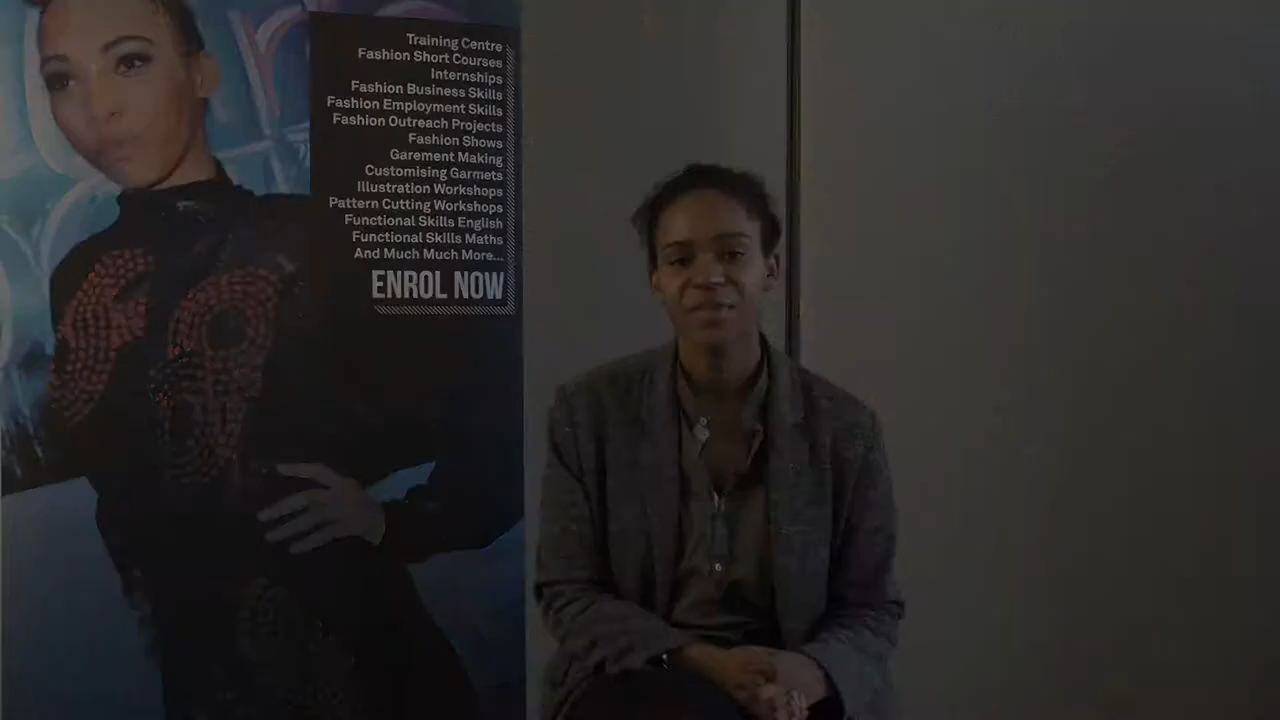 Training Centre
Fashion Short Courses
Internships
Fashion Business Skills
Fashion Employment Skills
Fashion Outreach Projects
Fashion Shows
Garement Making
Customising Garmets
Illustration Workshops
Pattern Cutting Workshops
Functional Skills English
Functional Skills Maths
And Much Much More...
ENROL NOW